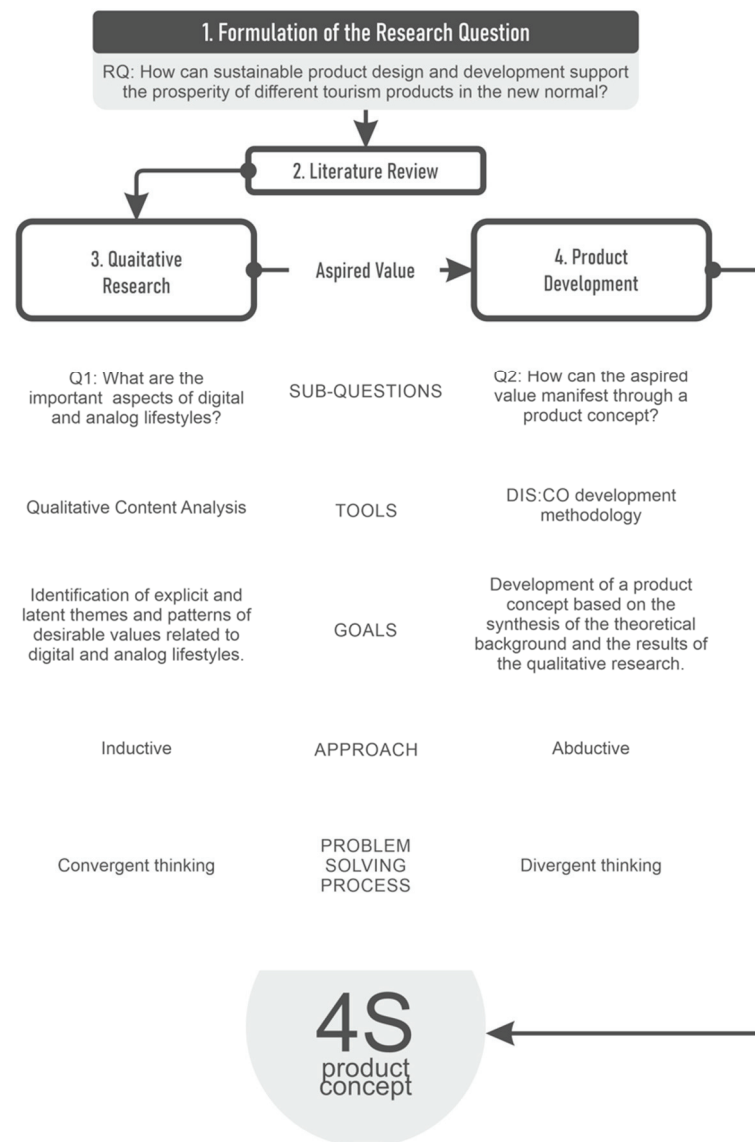 1. Formulation of the Research Question
RQ: How can sustainable product design and development support
the prosperity of different tourism products in the new normal?
2. Literature Review
3. Quaitative
Research
Aspired Value
4. Product
Development
Q1: What are the
important aspects of digital
and analog lifestyles?
SUB-QUESTIONS
Q2: How can the aspired
value manifest through a
product concept?
Qualitative Content Analysis
TOOLS
DIS:CO development
methodology
Identification of explicit and
latent themes and patterns of
desirable values related to
digital and analog lifestyles.
GOALS
Development of a product
concept based on the
synthesis of the theoretical
background and the results of
the qualitative research.
Inductive
APPROACH
Abductive
Convergent thinking
PROBLEM
SOLVING
PROCESS
Divergent thinking
4S
product
concept